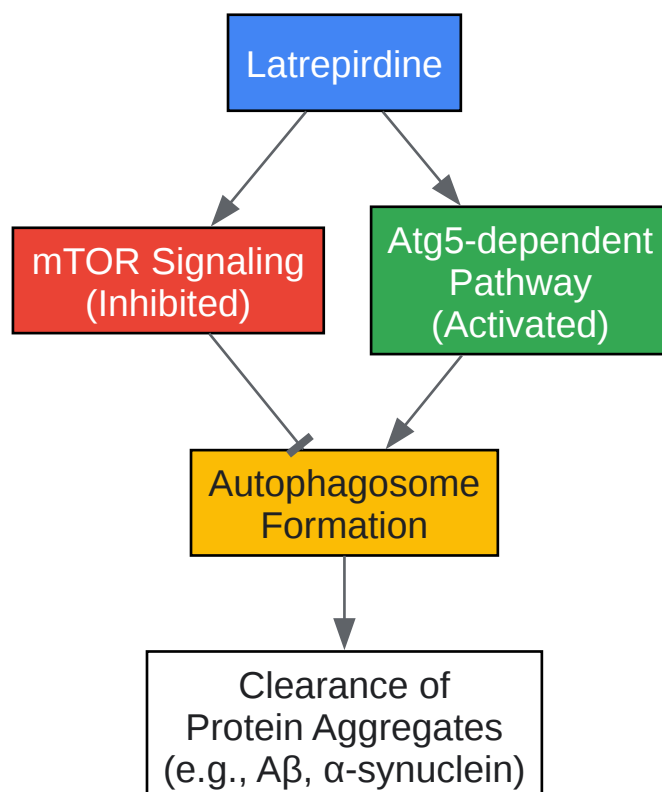 Latrepirdine
mTOR Signaling
(Inhibited)
Atg5-dependent
Pathway
(Activated)
Autophagosome
Formation
Clearance of
Protein Aggregates
(e.g., Aβ, α-synuclein)